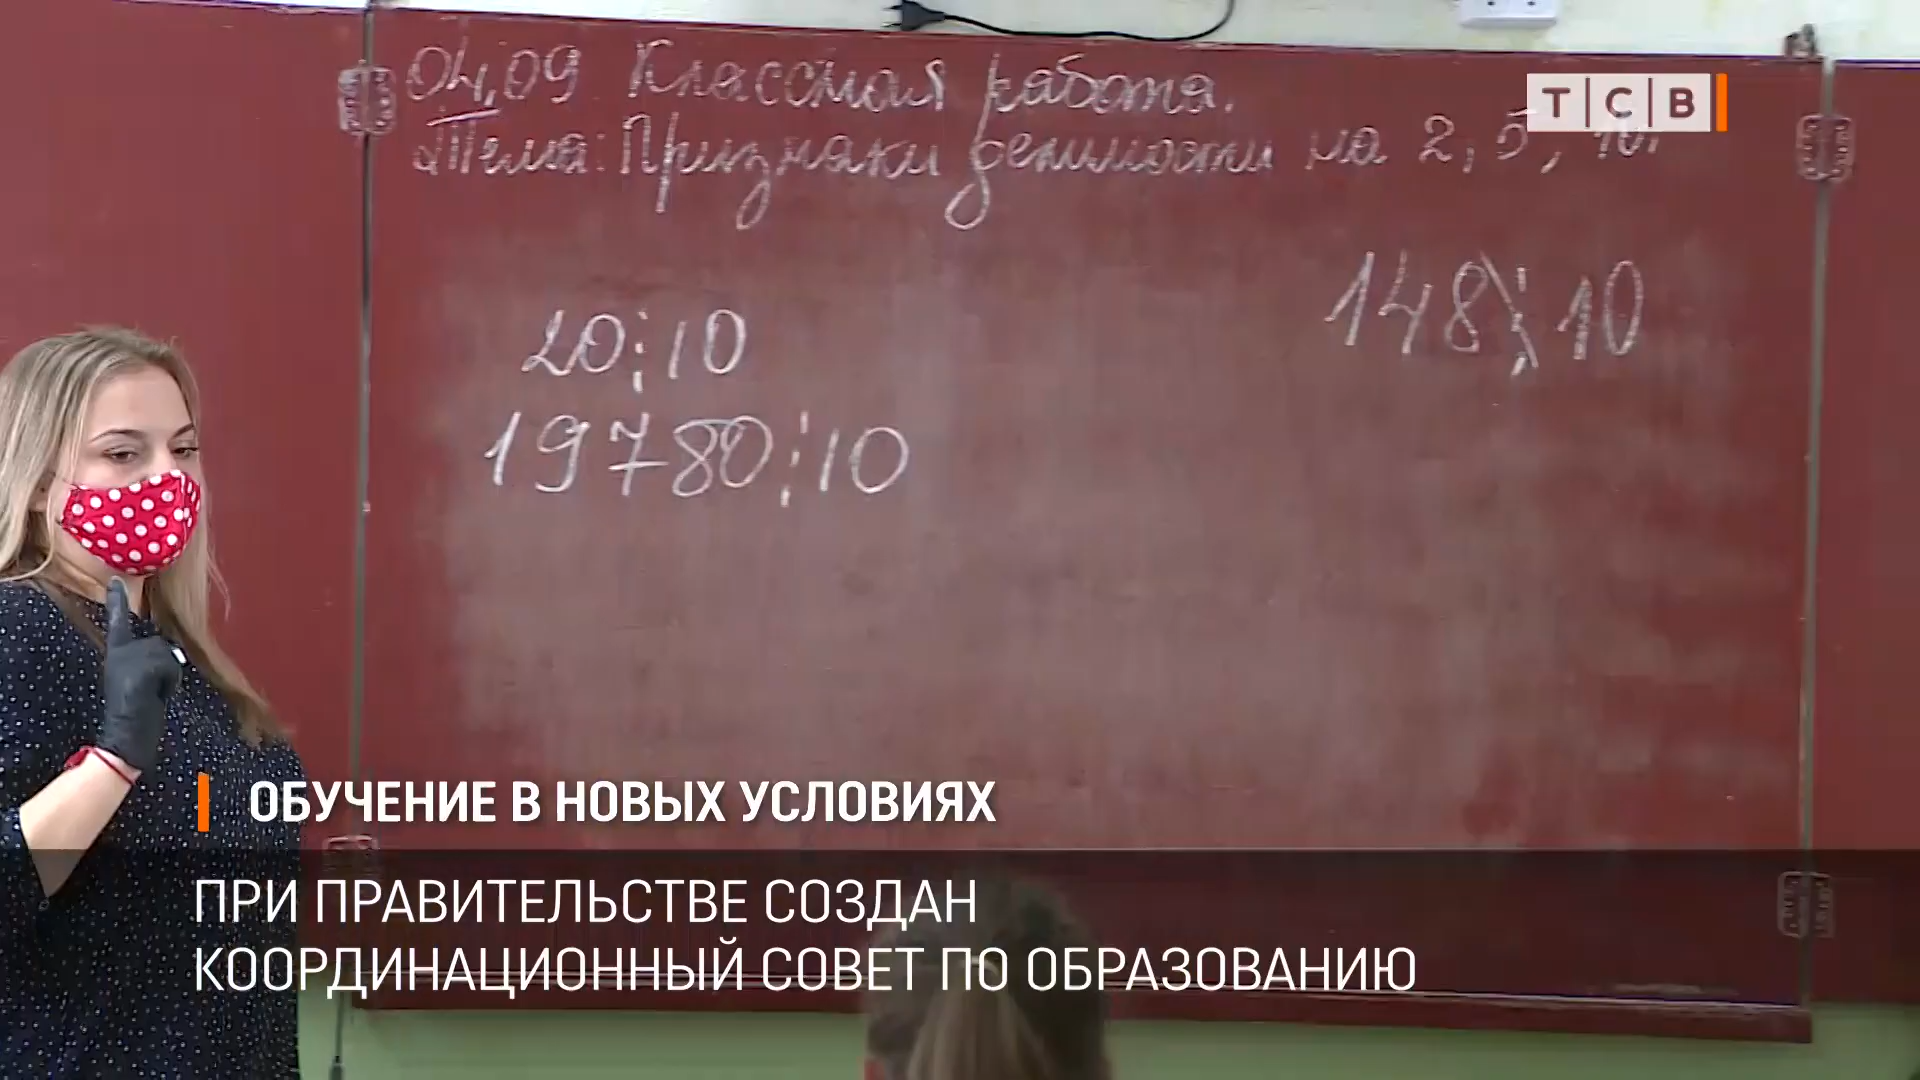 04.09 Классная работа.
Т|С|В
Тема: Признаки делимости на 2, 5, 10.
20⋮10
148⋮̸10
19780⋮10
ОБУЧЕНИЕ В НОВЫХ УСЛОВИЯХ
ПРИ ПРАВИТЕЛЬСТВЕ СОЗДАН
КООРДИНАЦИОННЫЙ СОВЕТ ПО ОБРАЗОВАНИЮ